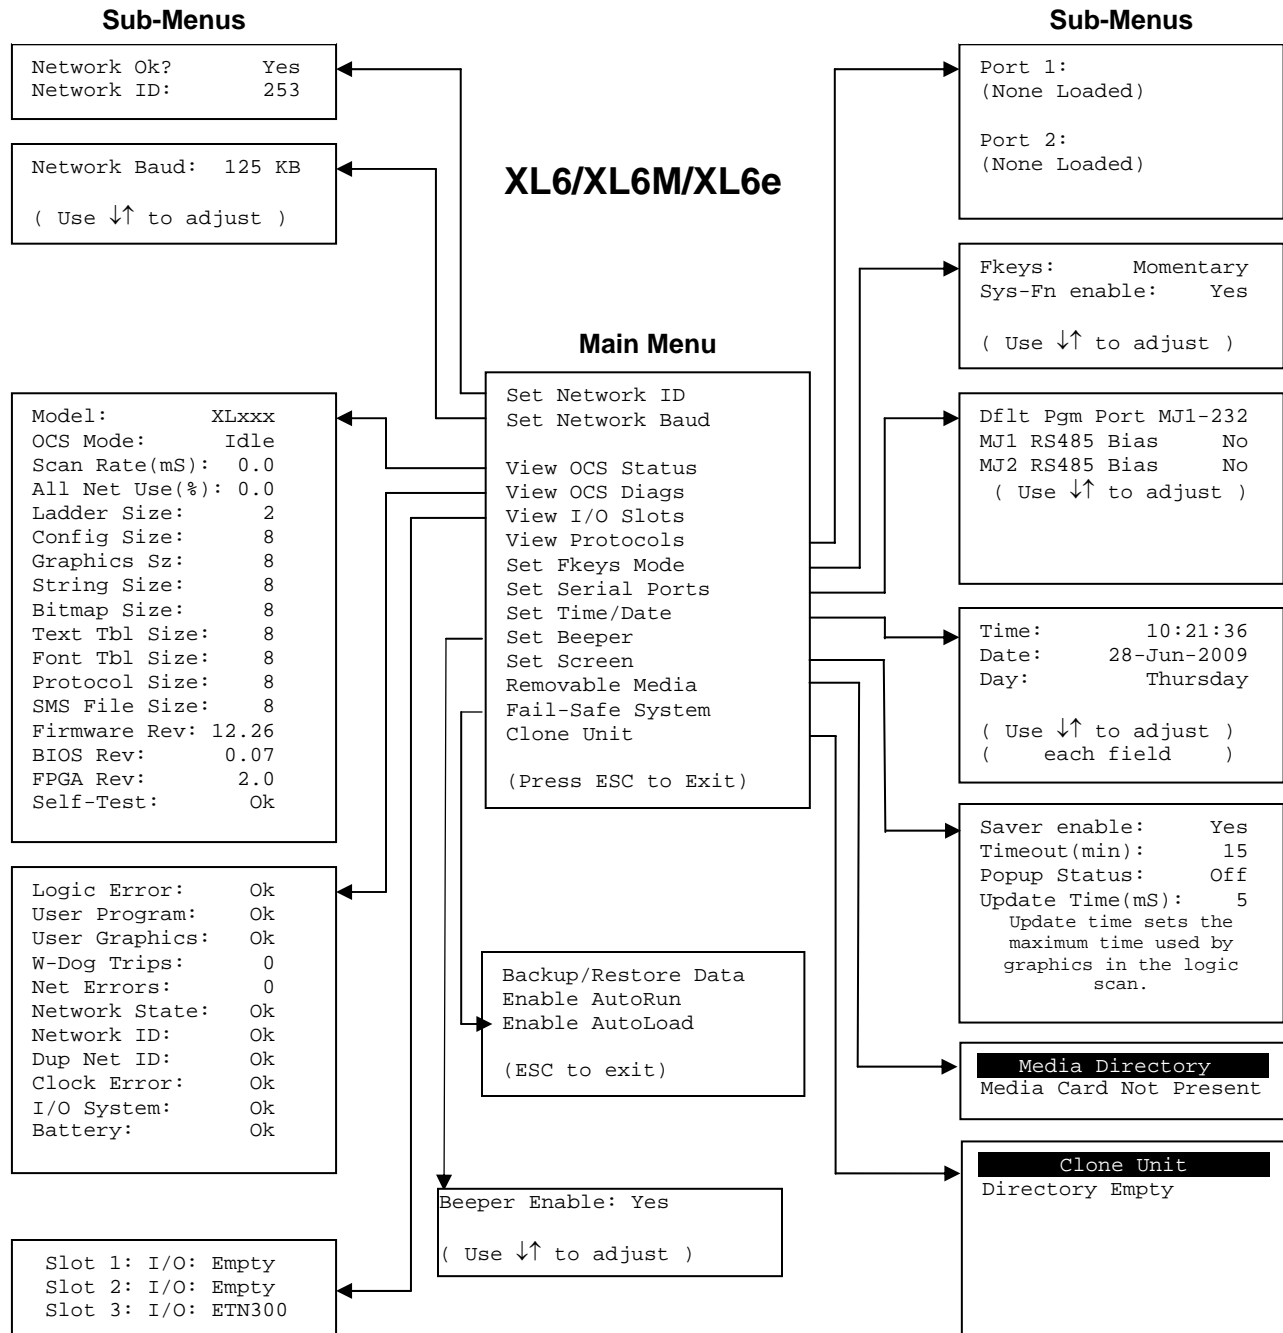 Sub-Menus
Network Ok? Yes
Network ID: 253
Network Baud: 125 KB
( Use ↓↑ to adjust )
Model: XLxxx
OCS Mode: Idle
Scan Rate(mS): 0.0
All Net Use(%): 0.0
Ladder Size: 2
Config Size: 8
Graphics Sz: 8
String Size: 8
Bitmap Size: 8
Text Tbl Size: 8
Font Tbl Size: 8
Protocol Size: 8
SMS File Size: 8
Firmware Rev: 12.26
BIOS Rev: 0.07
FPGA Rev: 2.0
Self-Test: Ok
Logic Error: Ok
User Program: Ok
User Graphics: Ok
W-Dog Trips: 0
Net Errors: 0
Network State: Ok
Network ID: Ok
Dup Net ID: Ok
Clock Error: Ok
I/O System: Ok
Battery: Ok
Slot 1: I/O: Empty
Slot 2: I/O: Empty
Slot 3: I/O: ETN300
XL6/XL6M/XL6e
Main Menu
Set Network ID
Set Network Baud
View OCS Status
View OCS Diags
View I/O Slots
View Protocols
Set Fkeys Mode
Set Serial Ports
Set Time/Date
Set Beeper
Set Screen
Removable Media
Fail-Safe System
Clone Unit
(Press ESC to Exit)
Backup/Restore Data
Enable AutoRun
Enable AutoLoad
(ESC to exit)
Beeper Enable: Yes
( Use ↓↑ to adjust )
Sub-Menus
Port 1:
(None Loaded)
Port 2:
(None Loaded)
Fkeys: Momentary
Sys-Fn enable: Yes
( Use ↓↑ to adjust )
Dflt Pgm Port MJ1-232
MJ1 RS485 Bias No
MJ2 RS485 Bias No
( Use ↓↑ to adjust )
Time: 10:21:36
Date: 28-Jun-2009
Day: Thursday
( Use ↓↑ to adjust )
( each field )
Saver enable: Yes
Timeout(min): 15
Popup Status: Off
Update Time(mS): 5
Update time sets the
maximum time used by
graphics in the logic
scan.
Media Directory
Media Card Not Present
Clone Unit
Directory Empty